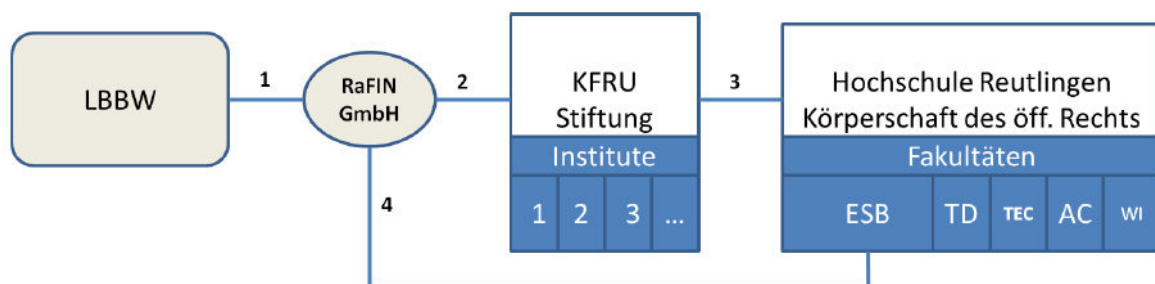 LBBW
1
RaFIN
GmbH
2
KFRU
Stiftung
Institute
1 2 3 ...
3
Hochschule Reutlingen
Körperschaft des öff. Rechts
Fakultäten
ESB TD TEC AC WI
4